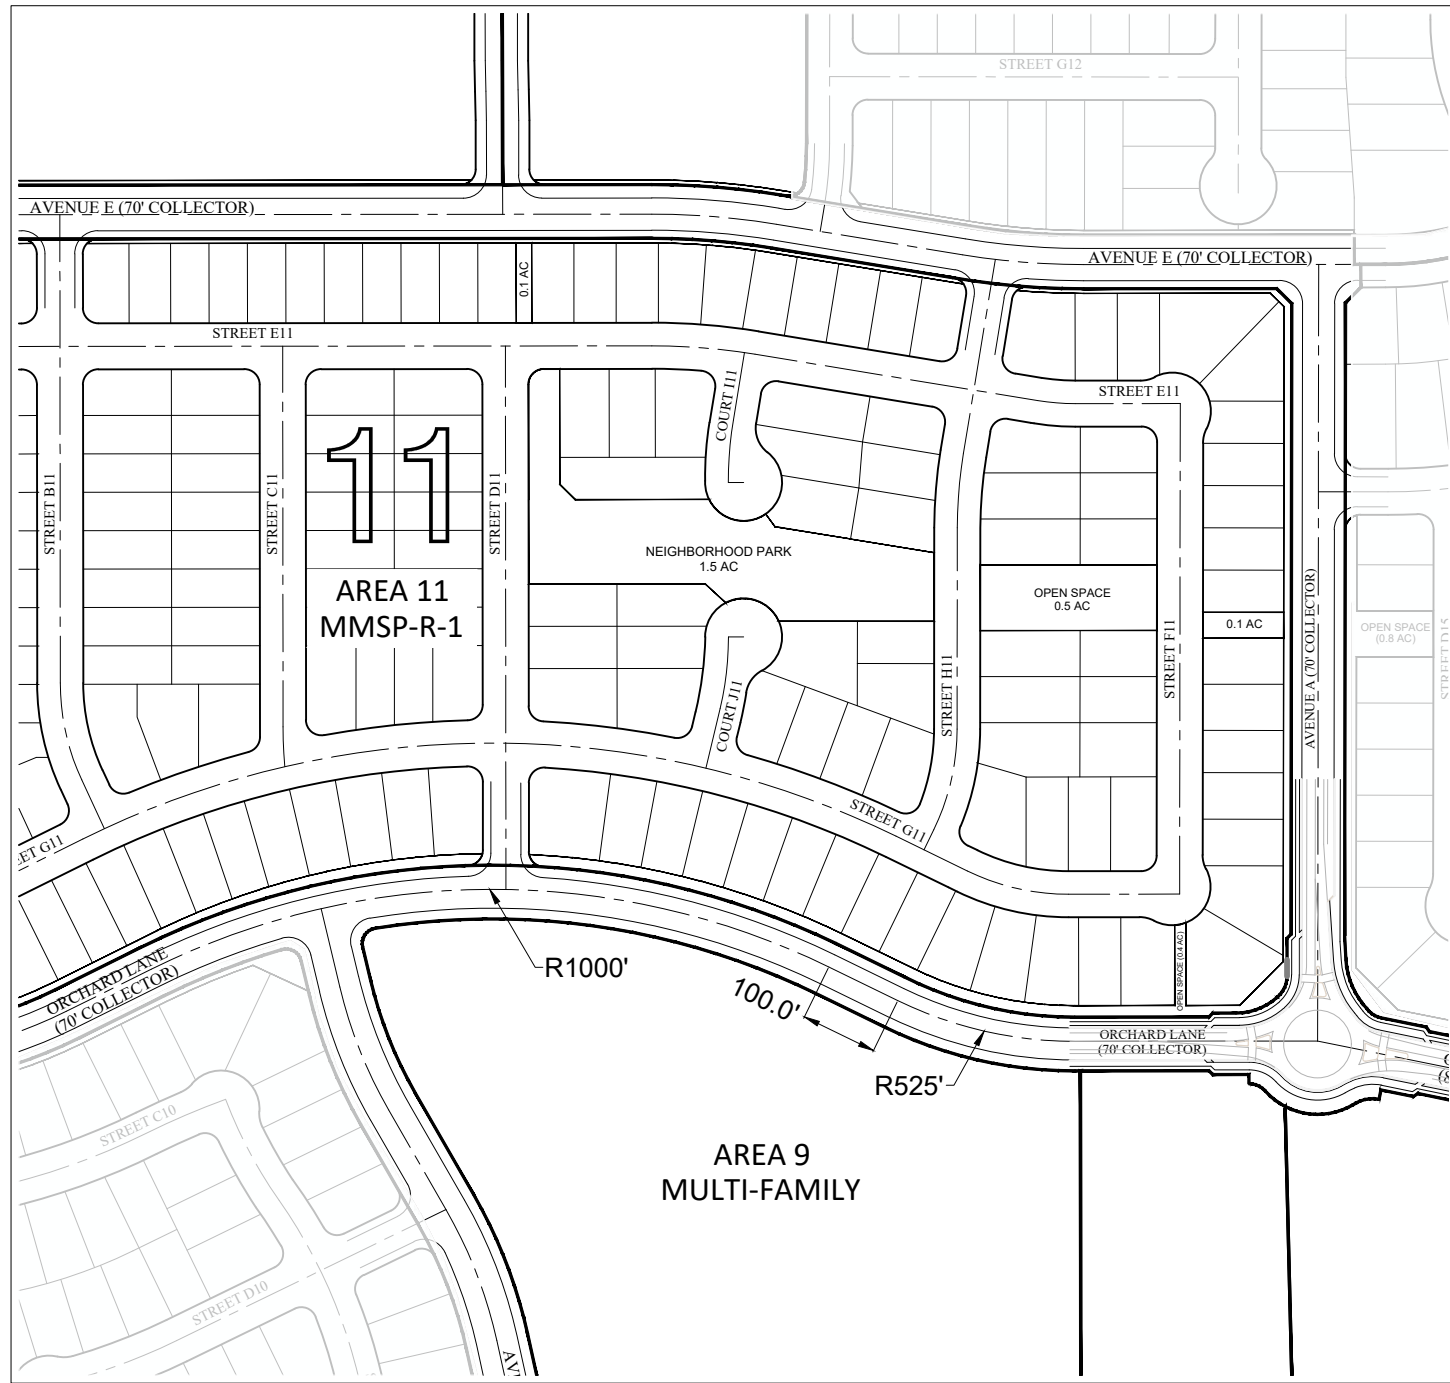 STREET G12
AVENUE E (70' COLLECTOR)
AVENUE E (70' COLLECTOR)
0.1 AC
STREET E11
STREET E11
COURT I11
STREET B11
STREET C11
STREET D11
11
AREA 11
MMSP-R-1
NEIGHBORHOOD PARK
1.5 AC
OPEN SPACE
0.5 AC
0.1 AC
OPEN SPACE
(0.8 AC)
STREET D15
AVENUE A (70' COLLECTOR)
STREET F11
STREET H11
COURT J11
STREET G11
EET G11
ORCHARD LANE
(70' COLLECTOR)
R1000'
100.0'
R525'
OPEN SPACE (0.4 AC)
ORCHARD LANE
(70' COLLECTOR)
(8
STREET C10
STREET D10
AREA 9
MULTI-FAMILY
AV